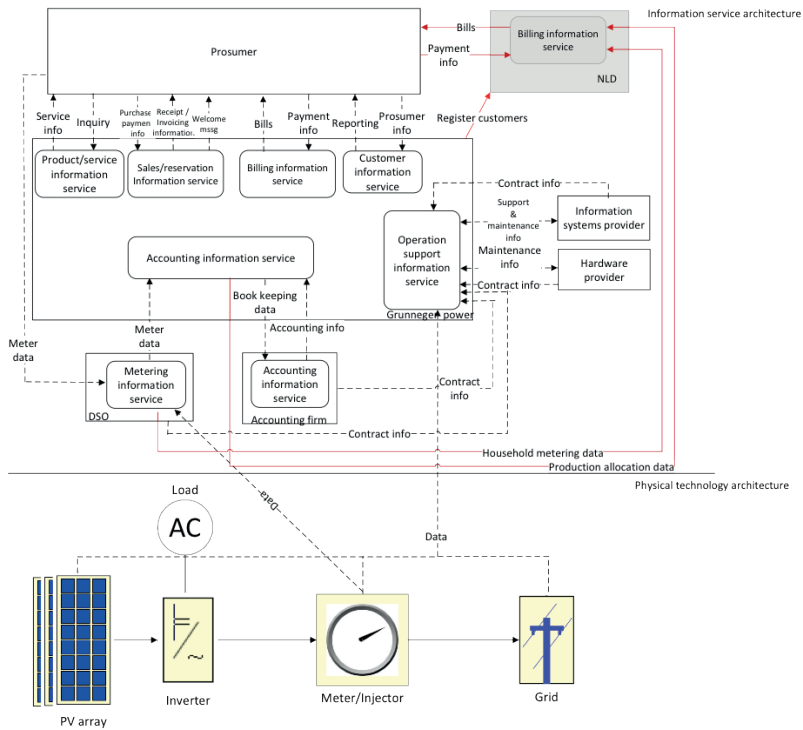 Information service architecture
Prosumer
Bills
Payment
info
Billing information
service
NLD
Register customers
Service
info
Inquiry
Purchase
payment
info
Receipt /
Invoicing
information
Welcome
mssg
Bills
Payment
info
Reporting
Prosumer
info
Product/service
information
service
Sales/reservation
Information service
Billing information
service
Customer
information
service
Contract info
Support
&
maintenance
info
Information
systems provider
Operation
support
information
service
Maintenance
info
Hardware
provider
Contract info
Accounting information service
Grunnegen power
Book keeping
data
Accounting info
Meter
data
Meter
data
Metering
information
service
DSO
Accounting
information
service
Accounting firm
Contract
info
Contract info
Household metering data
Production allocation data
Physical technology architecture
Load
AC
Data
Data
PV array
Inverter
Meter/Injector
Grid